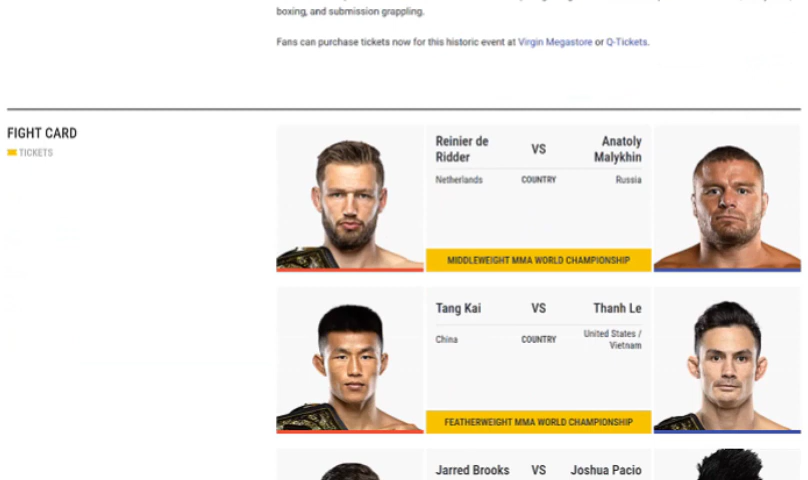 boxing, and submission grappling.
Fans can purchase tickets now for this historic event at Virgin Megastore or Q-Tickets.
FIGHT CARD
TICKETS
Reinier de Ridder VS Anatoly Malykhin
Netherlands COUNTRY Russia
MIDDLEWEIGHT MMA WORLD CHAMPIONSHIP
Tang Kai VS Thanh Le
China COUNTRY United States / Vietnam
FEATHERWEIGHT MMA WORLD CHAMPIONSHIP
Jarred Brooks VS Joshua Pacio